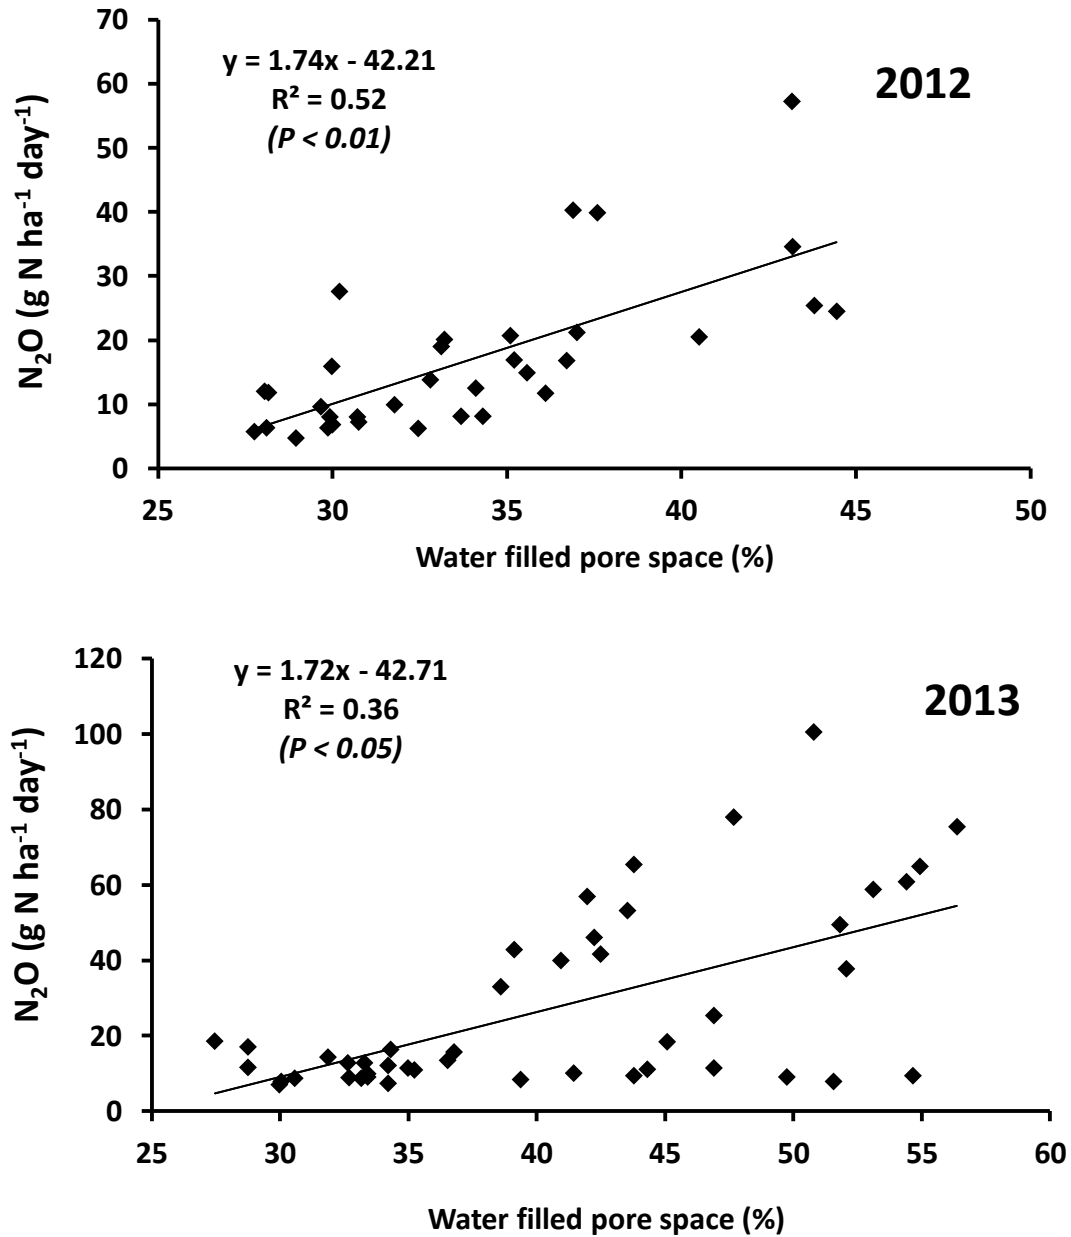 70
60
50
40
30
20
10
0
N₂O (g N ha⁻¹ day⁻¹)
y = 1.74x - 42.21
R² = 0.52
(P < 0.01)
2012
25 30 35 40 45 50
Water filled pore space (%)
120
100
80
60
40
20
0
N₂O (g N ha⁻¹ day⁻¹)
y = 1.72x - 42.71
R² = 0.36
(P < 0.05)
2013
25 30 35 40 45 50 55 60
Water filled pore space (%)